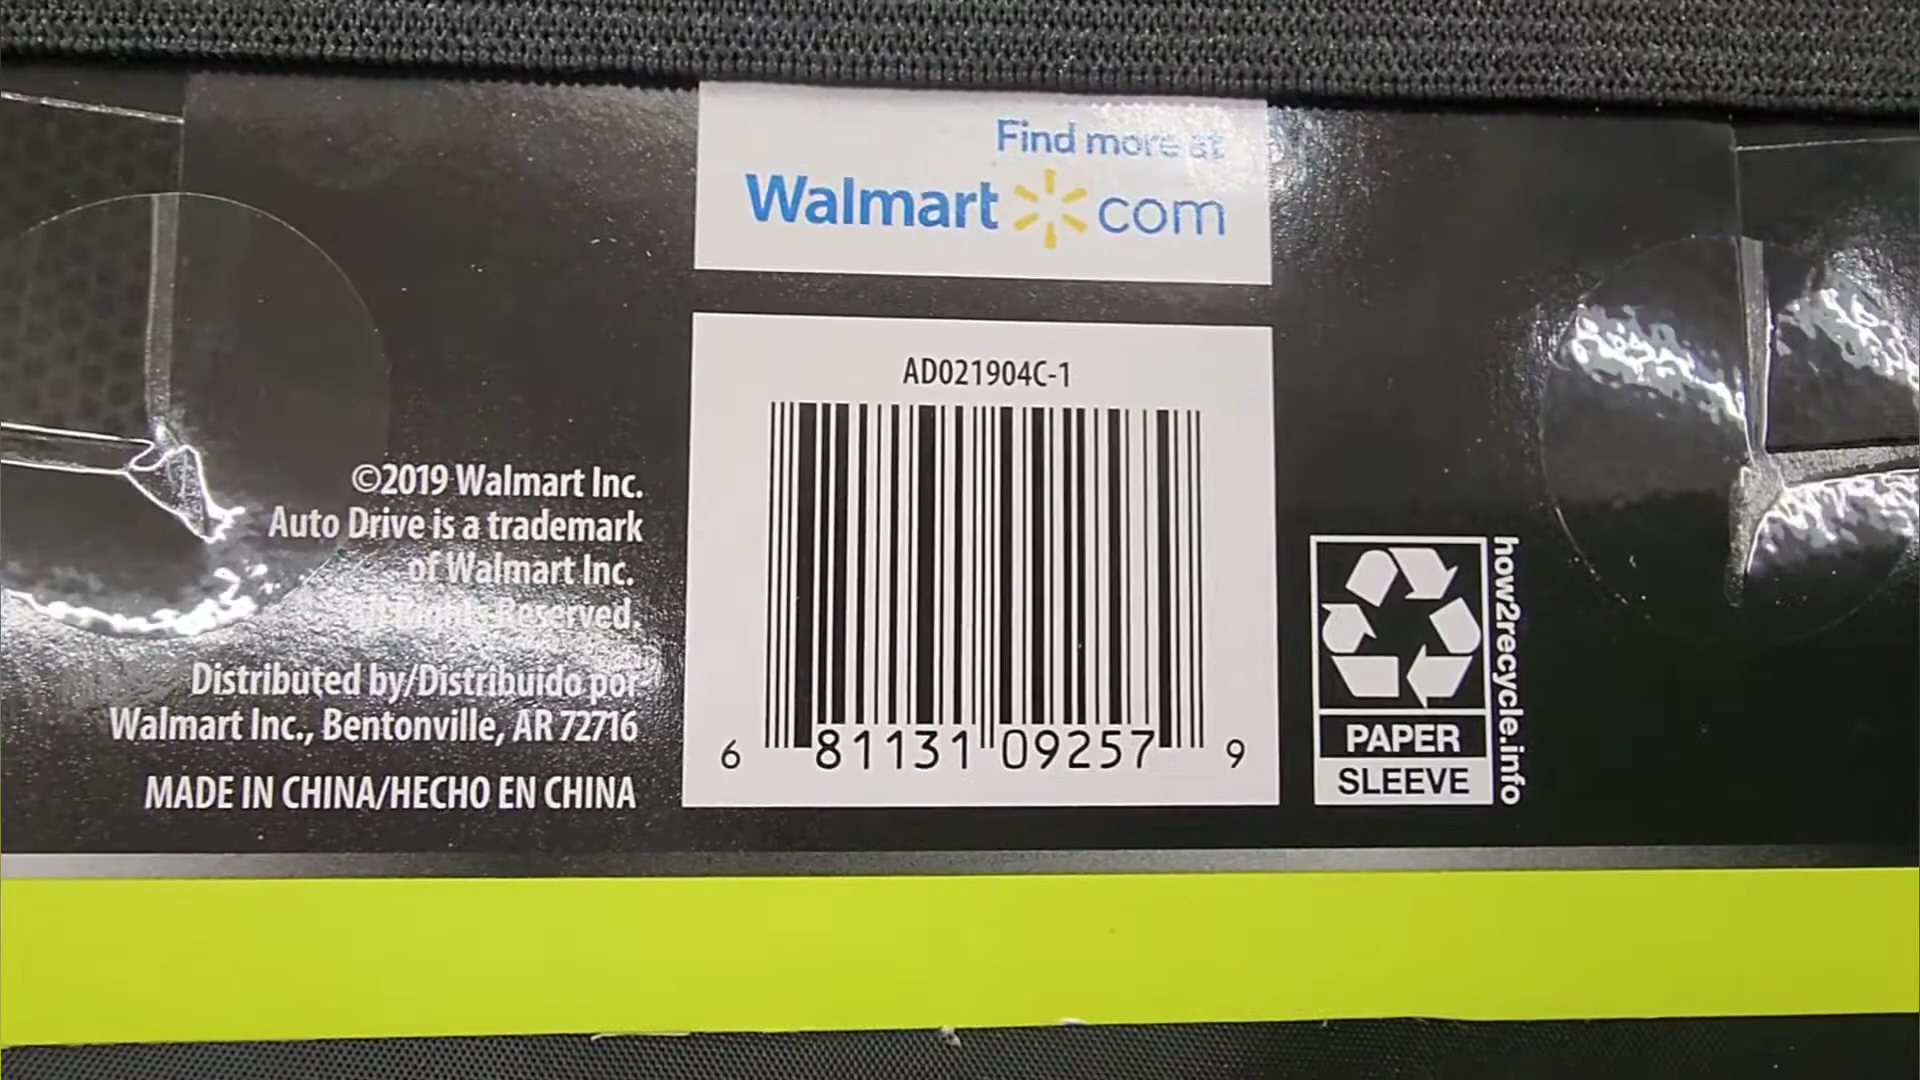 Find more at
Walmart com
AD021904C-1
6 81131 09257 9
©2019 Walmart Inc.
Auto Drive is a trademark
of Walmart Inc.
All Rights Reserved.
Distributed by/Distribuido por
Walmart Inc., Bentonville, AR 72716
MADE IN CHINA/HECHO EN CHINA
PAPER
SLEEVE
how2recycle.info